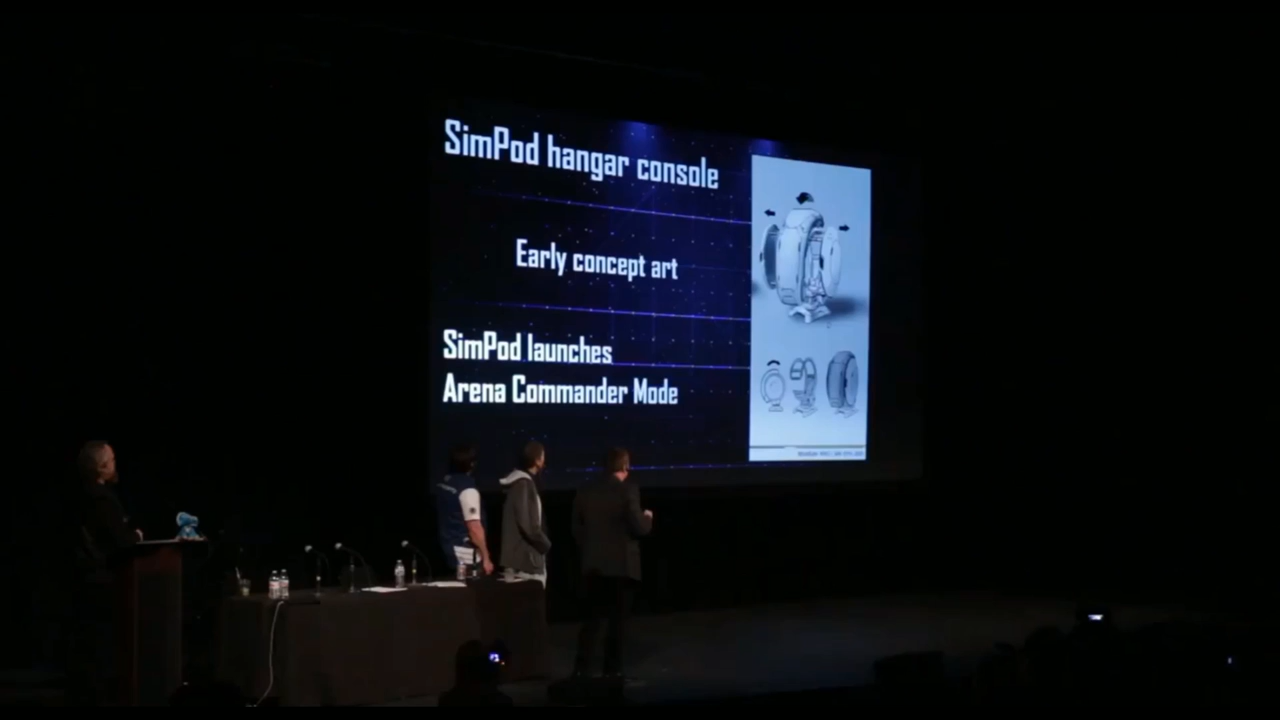 SimPod hangar console
Early concept art
SimPod launches
Arena Commander Mode